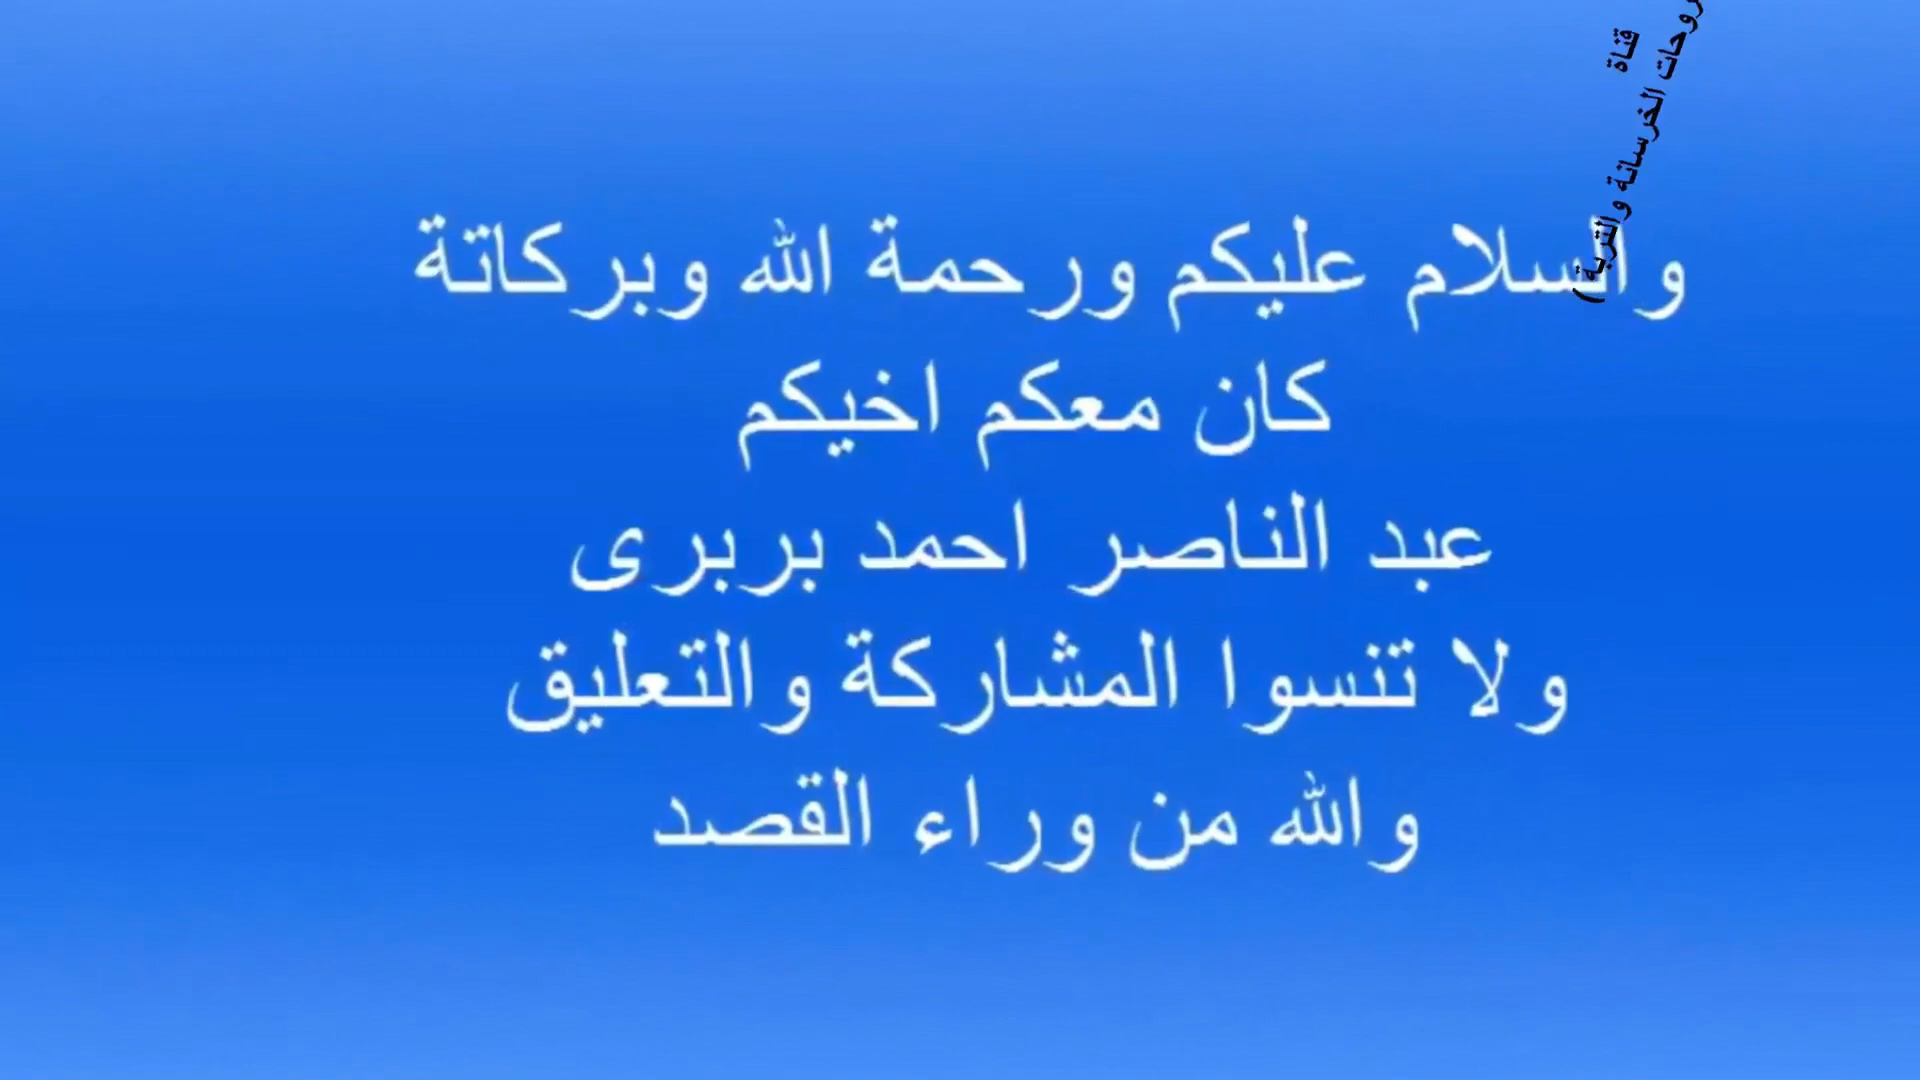 قناة
الخرسانة والتربة)
والسلام عليكم ورحمة الله وبركاتة
كان معكم اخيكم
عبد الناصر احمد بربرى
ولا تنسوا المشاركة والتعليق
والله من وراء القصد